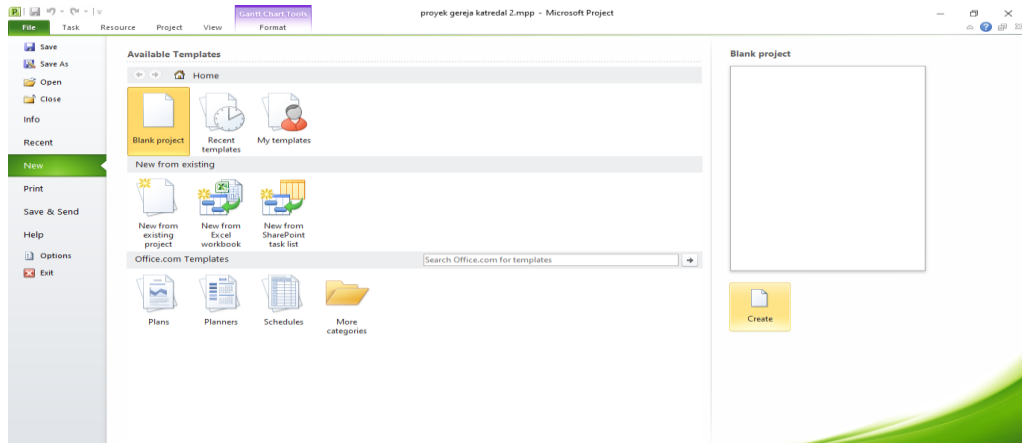 Gantt Chart Tools
proyek gereja katredal 2.mpp - Microsoft Project
File Task Resource Project View Format
Save
Save As
Open
Close
Info
Recent
New
Print
Save & Send
Help
Options
Exit
Available Templates
Home
Blank project
Recent templates
My templates
New from existing
New from existing project
New from Excel workbook
New from SharePoint task list
Office.com Templates
Search Office.com for templates
Plans
Planners
Schedules
More categories
Blank project
Create